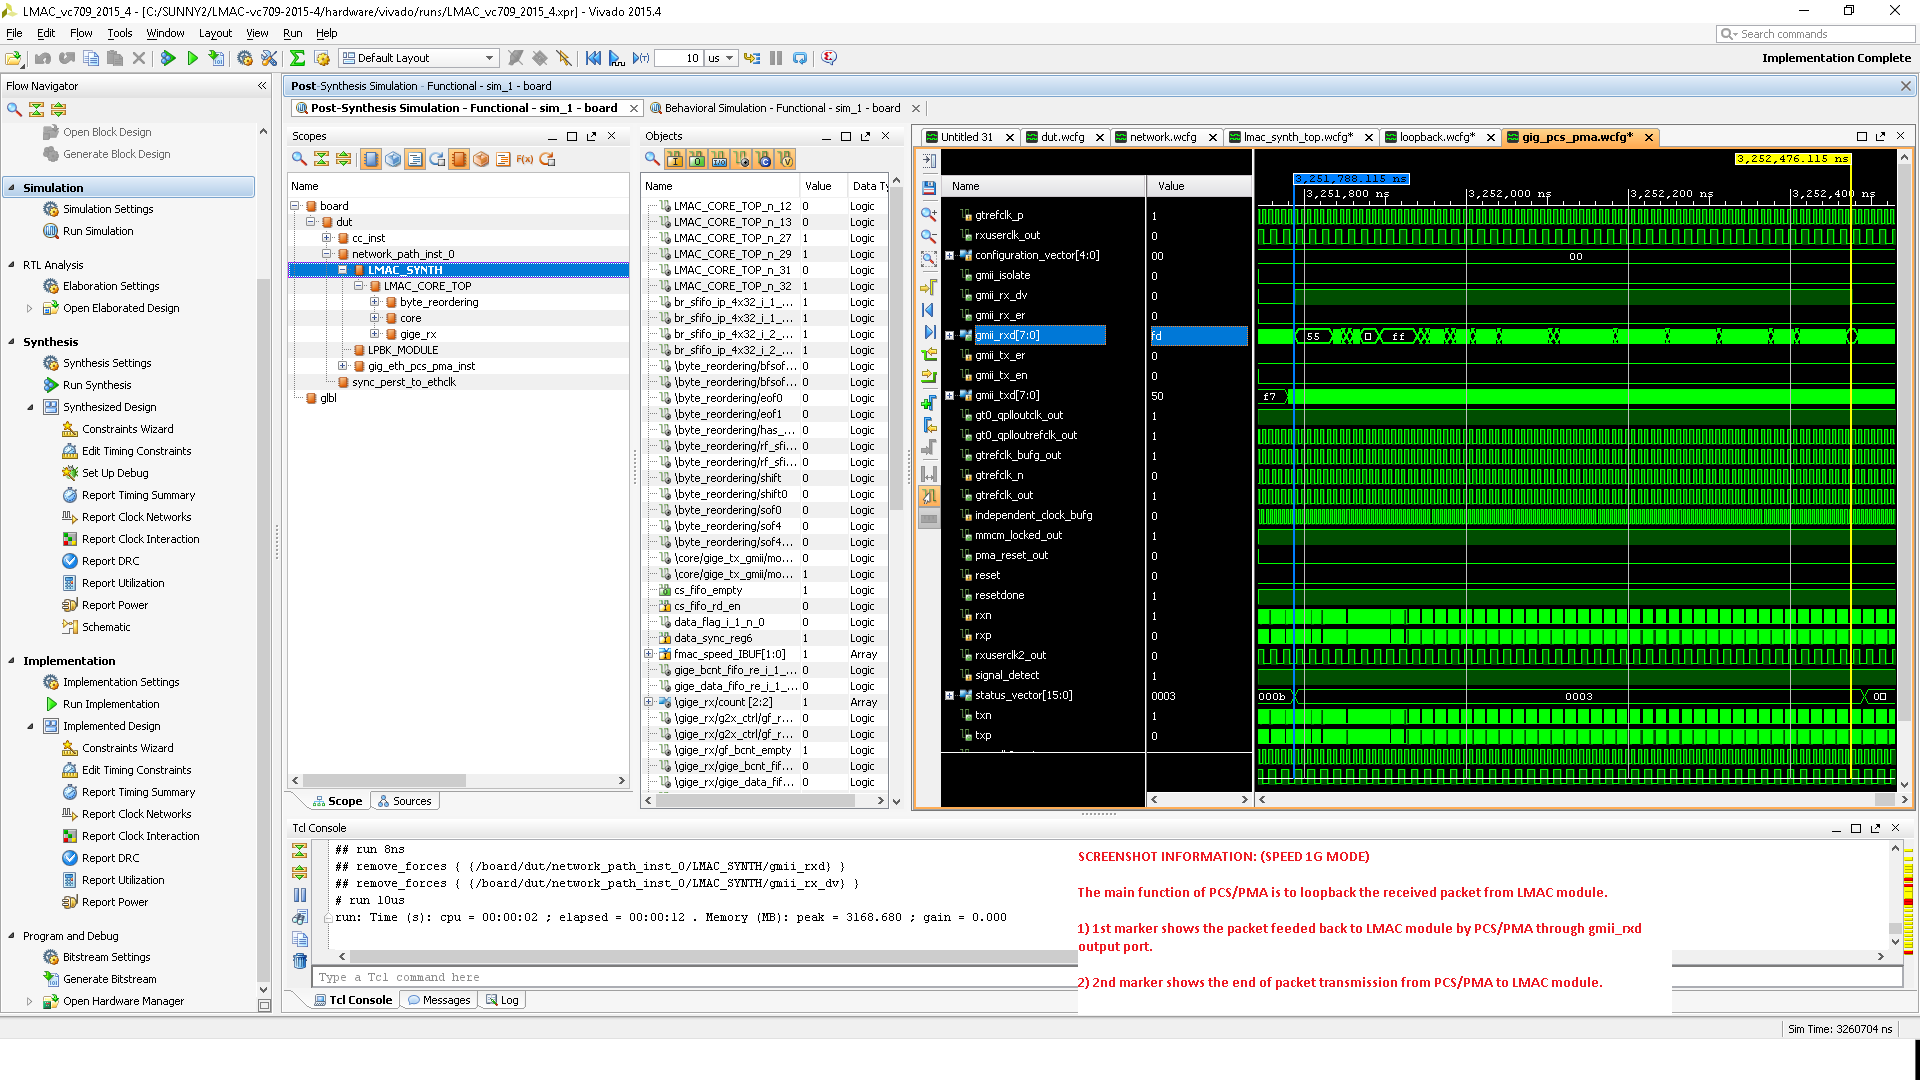 LMAC_vc709_2015_4 - [C:/SUNNY2/LMAC-vc709-2015-4/hardware/vivado/runs/LMAC_vc709_2015_4.xpr] - Vivado 2015.4
File Edit Flow Tools Window Layout View Run Help
Search commands
Default Layout
10 us
Implementation Complete
Flow Navigator
Open Block Design
Generate Block Design
Simulation
Simulation Settings
Run Simulation
RTL Analysis
Elaboration Settings
Open Elaborated Design
Synthesis
Synthesis Settings
Run Synthesis
Synthesized Design
Constraints Wizard
Edit Timing Constraints
Set Up Debug
Report Timing Summary
Report Clock Networks
Report Clock Interaction
Report DRC
Report Utilization
Report Power
Schematic
Implementation
Implementation Settings
Run Implementation
Implemented Design
Constraints Wizard
Edit Timing Constraints
Report Timing Summary
Report Clock Networks
Report Clock Interaction
Report DRC
Report Utilization
Report Power
Program and Debug
Bitstream Settings
Generate Bitstream
Open Hardware Manager
Post-Synthesis Simulation - Functional - sim_1 - board
Post-Synthesis Simulation - Functional - sim_1 - board
Behavioral Simulation - Functional - sim_1 - board
Scopes
Name
board
dut
cc_inst
network_path_inst_0
LMAC_SYNTH
LMAC_CORE_TOP
byte_reordering
core
gige_rx
LPBK_MODULE
gig_eth_pcs_pma_inst
sync_perst_to_ethclk
glbl
Scope Sources
Objects
Name Value Data Ty
LMAC_CORE_TOP_n_12 0 Logic
LMAC_CORE_TOP_n_13 0 Logic
LMAC_CORE_TOP_n_27 0 Logic
LMAC_CORE_TOP_n_29 0 Logic
LMAC_CORE_TOP_n_31 0 Logic
LMAC_CORE_TOP_n_32 0 Logic
br_sfifo_ip_4x32_i_1_... 0 Logic
br_sfifo_ip_4x32_i_1_... 0 Logic
br_sfifo_ip_4x32_i_2_... 0 Logic
br_sfifo_ip_4x32_i_2_... 0 Logic
\byte_reordering/bfsof... 0 Logic
\byte_reordering/bfsof... 0 Logic
\byte_reordering/eof0 0 Logic
\byte_reordering/eof1 0 Logic
\byte_reordering/has_... 0 Logic
\byte_reordering/rf_sfi... 0 Logic
\byte_reordering/rf_sfi... 0 Logic
\byte_reordering/shift 0 Logic
\byte_reordering/shift0 0 Logic
\byte_reordering/sof0 0 Logic
\byte_reordering/sof4 0 Logic
\byte_reordering/sof4... 0 Logic
\core/gige_tx_gmii/mo... 0 Logic
\core/gige_tx_gmii/mo... 1 Logic
cs_fifo_empty 1 Logic
cs_fifo_rd_en 0 Logic
data_flag_i_1_n_0 0 Logic
data_sync_reg6 1 Logic
fmac_speed_IBUF[1:0] 1 Array
gige_bcnt_fifo_re_i_1_... 0 Logic
gige_data_fifo_re_i_1_... 0 Logic
\gige_rx/count [2:2] 1 Array
\gige_rx/g2x_ctrl/gf_r... 0 Logic
\gige_rx/g2x_ctrl/gf_r... 0 Logic
\gige_rx/gf_bcnt_empty 1 Logic
\gige_rx/gige_bcnt_fif... 0 Logic
\gige_rx/gige_data_fif... 0 Logic
Untitled 31 dut.wcfg network.wcfg lmac_synth_top.wcfg* loopback.wcfg* gig_pcs_pma.wcfg*
3,252,476.115 ns
3,251,788.115 ns
Name Value
3,251,800 ns 3,252,000 ns 3,252,200 ns 3,252,400 ns
gtrefclk_p 1
rxuserclk_out 0
configuration_vector[4:0] 00 00
gmii_isolate 0
gmii_rx_dv 0
gmii_rx_er 0
gmii_rxd[7:0] fd 55 ff
gmii_tx_er 0
gmii_tx_en 0
gmii_txd[7:0] 50 f7
gt0_qplloutclk_out 1
gt0_qplloutrefclk_out 1
gtrefclk_bufg_out 1
gtrefclk_n 0
gtrefclk_out 1
independent_clock_bufg 0
mmcm_locked_out 1
pma_reset_out 0
reset 0
resetdone 1
rxn 1
rxp 0
rxuserclk2_out 0
signal_detect 1
status_vector[15:0] 0003 000b 0003
txn 1
txp 0
Tcl Console
## run 8ns
## remove_forces { {/board/dut/network_path_inst_0/LMAC_SYNTH/gmii_rxd} }
## remove_forces { {/board/dut/network_path_inst_0/LMAC_SYNTH/gmii_rx_dv} }
# run 10us
run: Time (s): cpu = 00:00:02 ; elapsed = 00:00:12 . Memory (MB): peak = 3168.680 ; gain = 0.000
Type a Tcl command here
Tcl Console Messages Log
SCREENSHOT INFORMATION: (SPEED 1G MODE)
The main function of PCS/PMA is to loopback the received packet from LMAC module.
1) 1st marker shows the packet feeded back to LMAC module by PCS/PMA through gmii_rxd
output port.
2) 2nd marker shows the end of packet transmission from PCS/PMA to LMAC module.
Sim Time: 3260704 ns